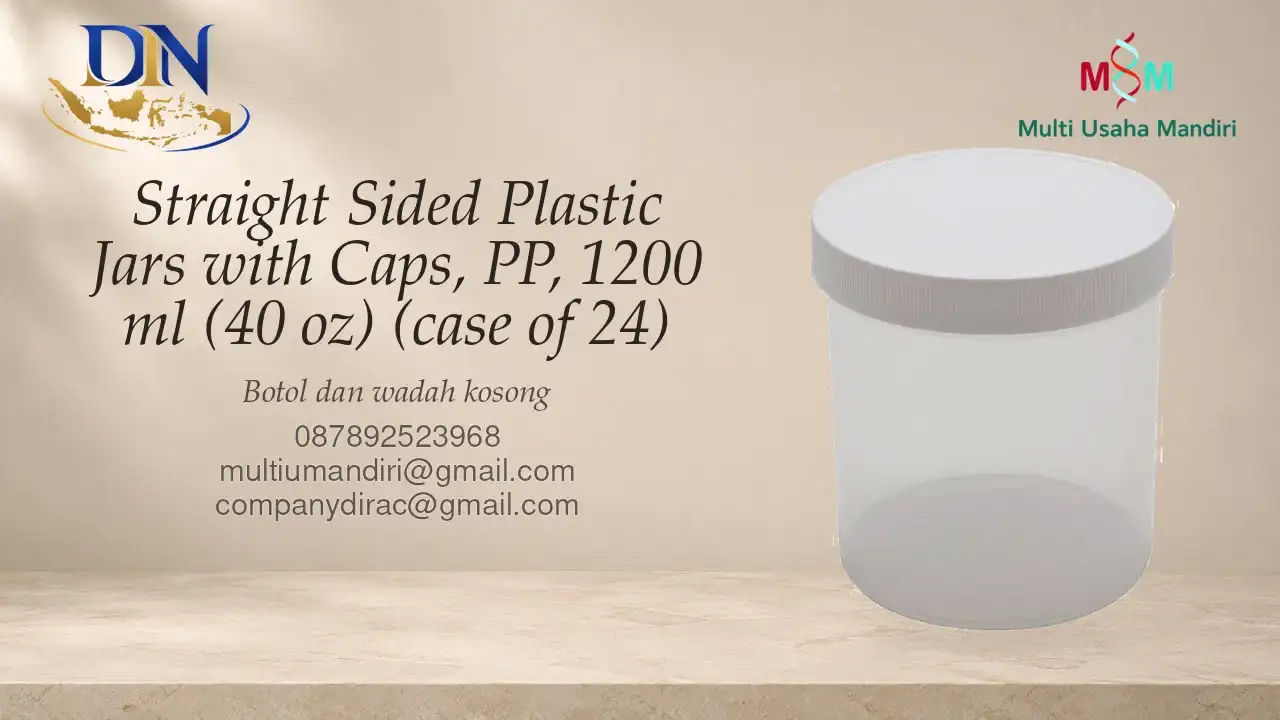 DIN
MSM
Multi Usaha Mandiri
Straight Sided Plastic
Jars with Caps, PP, 1200
ml (40 oz) (case of 24)
Botol dan wadah kosong
087892523968
multiumandiri@gmail.com
companydirac@gmail.com